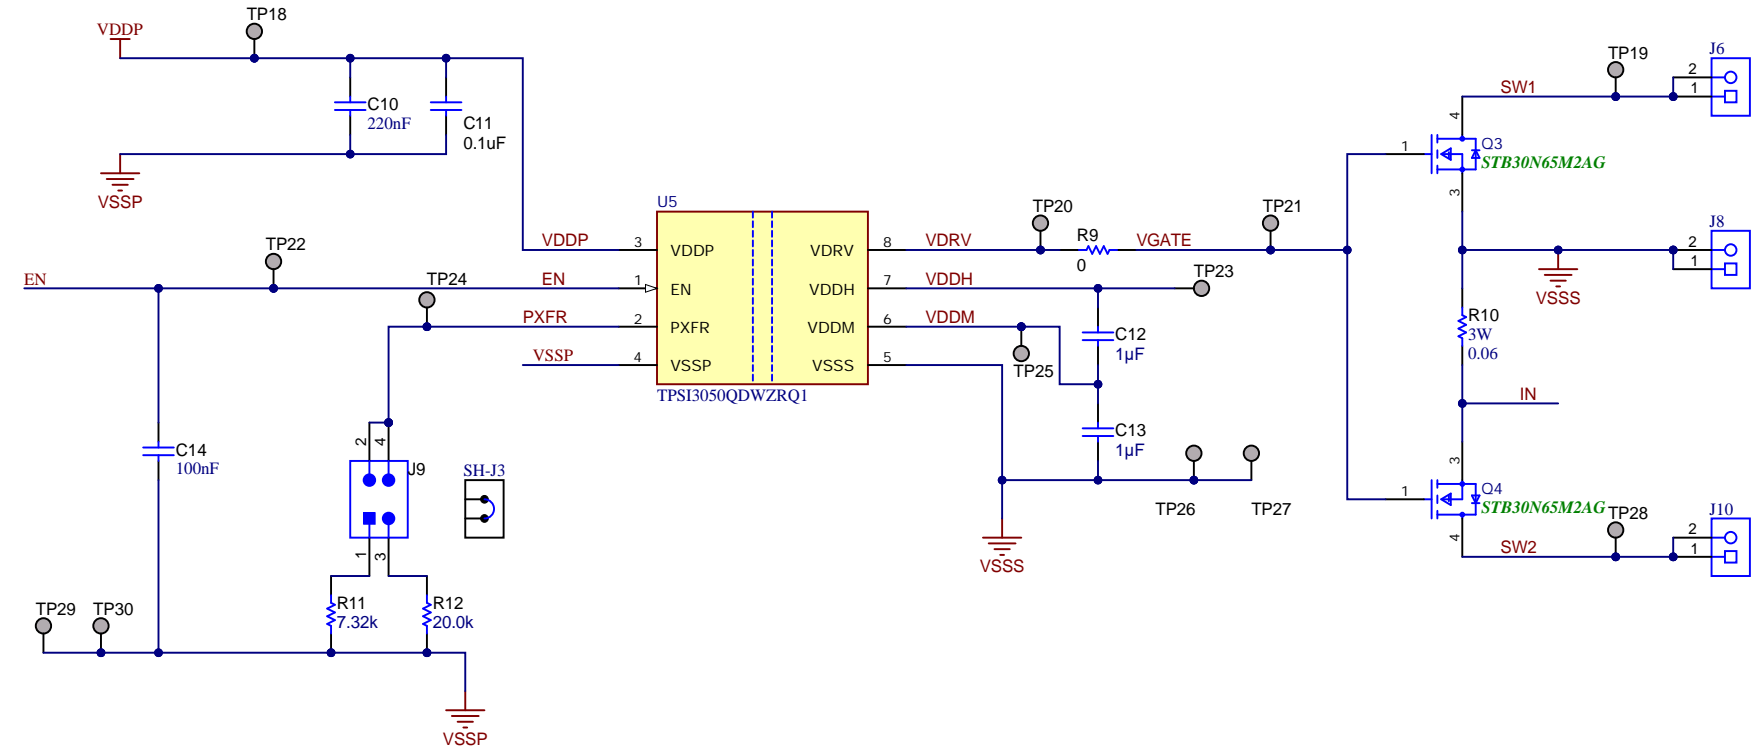 VDDP
TP18
C10
220nF
C11
0.1uF
VSSP
EN
TP22
TP24
VDDP
EN
PXFR
VSSP
3
1
2
4
U5
VDDP
EN
PXFR
VSSP
VDRV
VDDH
VDDM
VSSS
TPSI3050QDWZRQ1
8
7
6
5
VDRV
VDDH
VDDM
TP20
R9
0
VGATE
TP21
TP23
TP25
C12
1µF
C13
1µF
TP26
TP27
VSSS
C14
100nF
2
4
J9
1
3
SH-J3
R11
7.32k
R12
20.0k
TP29
TP30
VSSP
SW1
TP19
J6
2
1
4
1
Q3
STB30N65M2AG
3
J8
2
1
VSSS
R10
3W
0.06
IN
3
1
Q4
STB30N65M2AG
4
SW2
TP28
J10
2
1